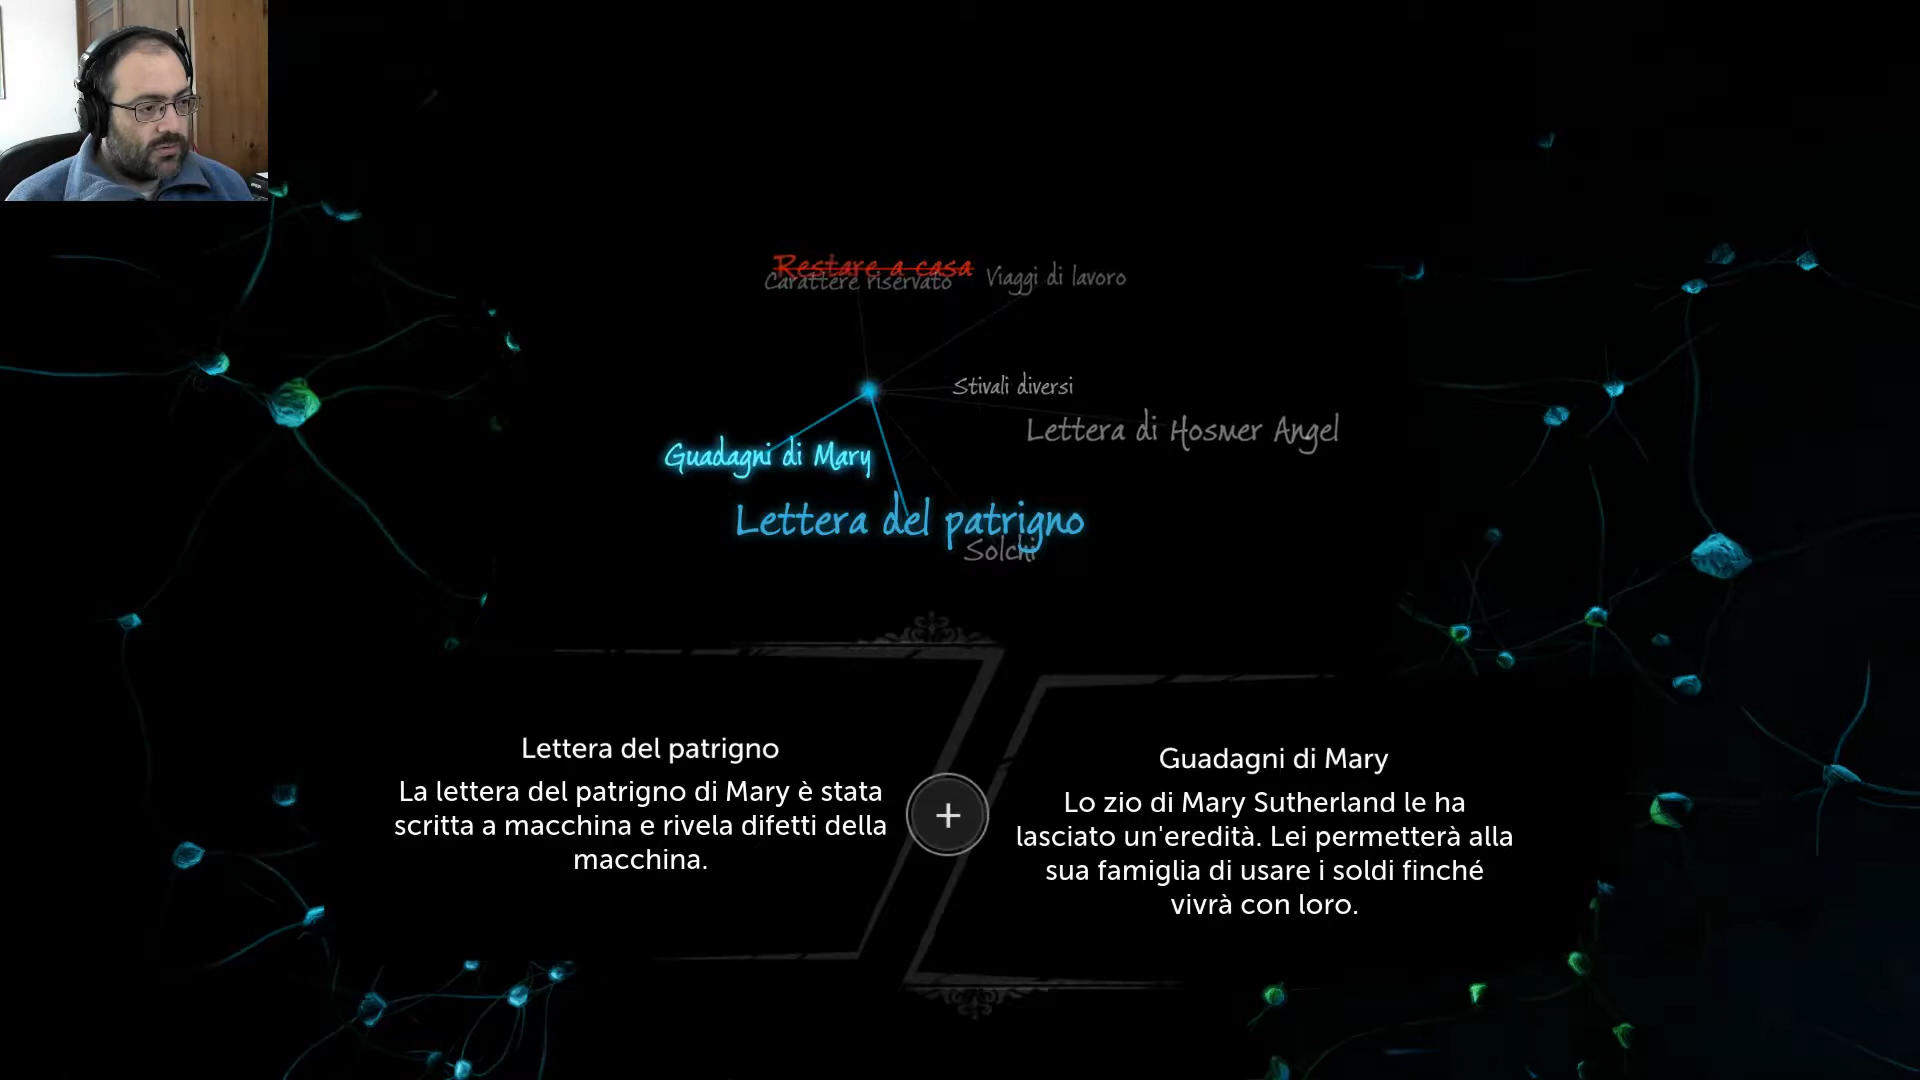 Restare a casa
Carattere riservato
Viaggi di lavoro
Stivali diversi
Lettera di Hosmer Angel
Guadagni di Mary
Lettera del patrigno
Solchi
Lettera del patrigno
La lettera del patrigno di Mary è stata
scritta a macchina e rivela difetti della
macchina.
+
Guadagni di Mary
Lo zio di Mary Sutherland le ha
lasciato un'eredità. Lei permetterà alla
sua famiglia di usare i soldi finché
vivrà con loro.